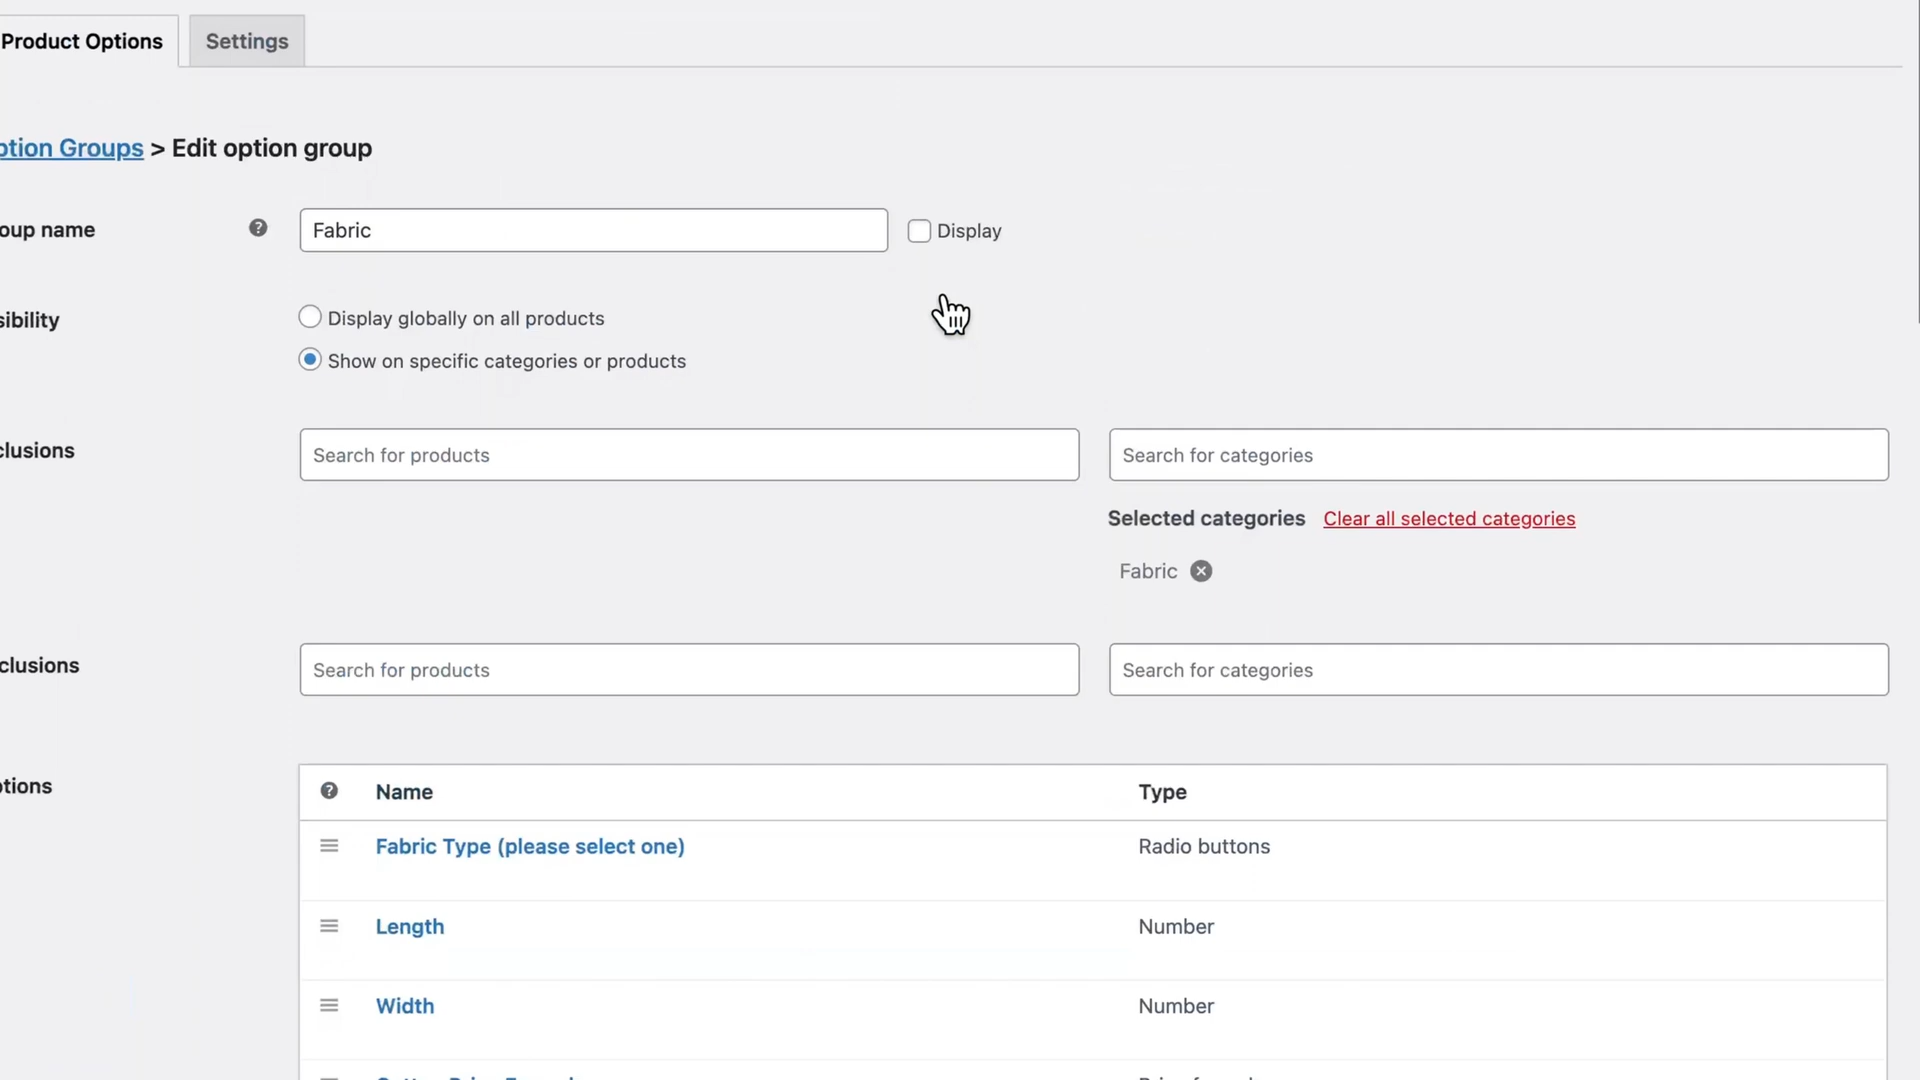 Product Options
Settings
ption Groups > Edit option group
oup name
Fabric
Display
sibility
Display globally on all products
Show on specific categories or products
clusions
Search for products
Search for categories
Selected categories
Clear all selected categories
Fabric
clusions
Search for products
Search for categories
otions
Name
Type
Fabric Type (please select one)
Radio buttons
Length
Number
Width
Number